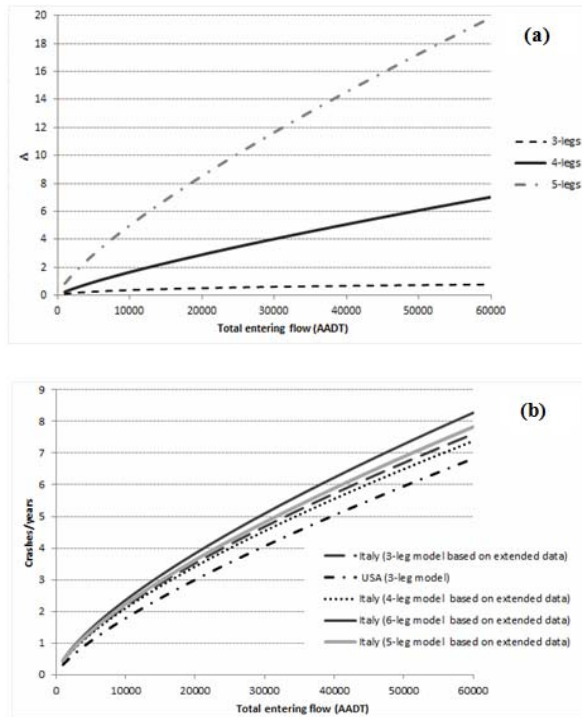 20
(a)
18
16
14
12
10
8
6
4
2
0
Λ
3-legs
4-legs
5-legs
0 10000 20000 30000 40000 50000 60000
Total entering flow (AADT)
9
(b)
8
7
6
5
4
3
2
1
0
Crashes/years
Italy (3-leg model based on extended data)
USA (3-leg model)
Italy (4-leg model based on extended data)
Italy (6-leg model based on extended data)
Italy (5-leg model based on extended data)
0 10000 20000 30000 40000 50000 60000
Total entering flow (AADT)